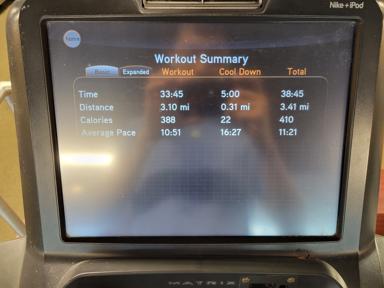 Nike + iPod
home
Workout Summary
Basic Expanded Workout Cool Down Total
Time 33:45 5:00 38:45
Distance 3.10 mi 0.31 mi 3.41 mi
Calories 388 22 410
Average Pace 10:51 16:27 11:21
MATRIX